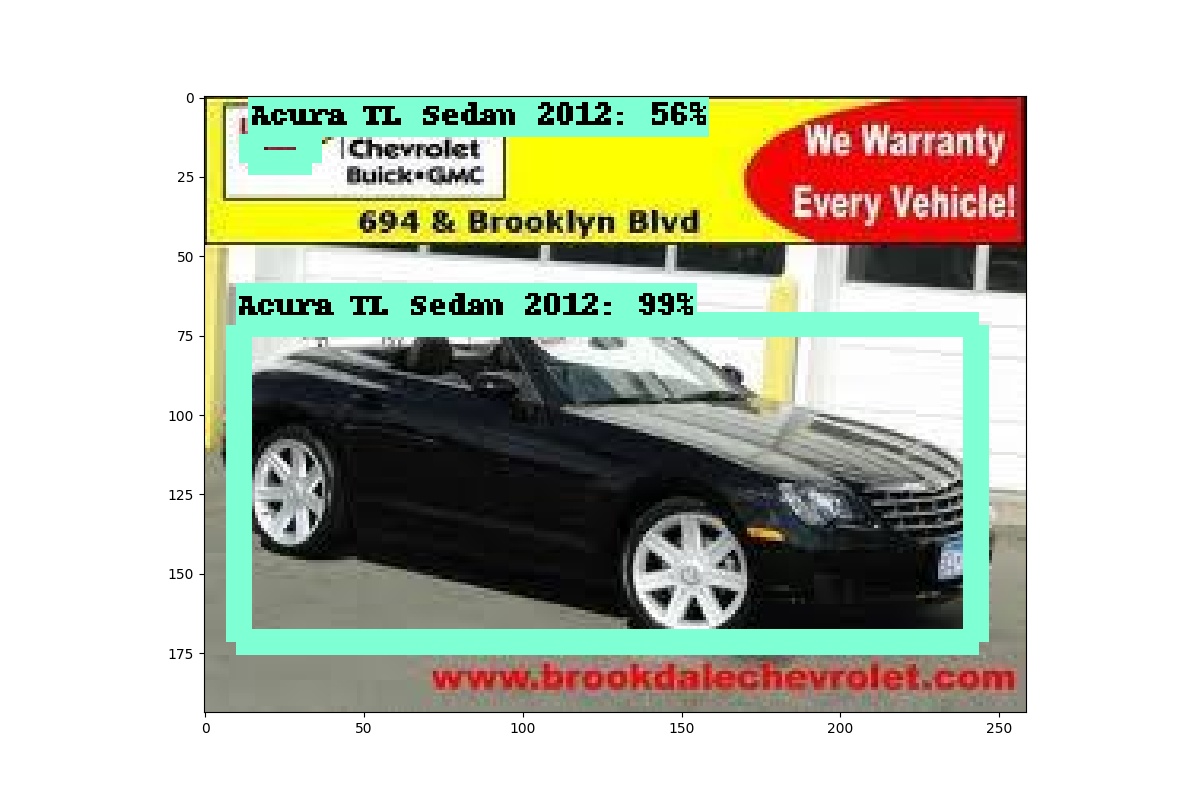 0
25
50
75
100
125
150
175
0
50
100
150
200
250
Acura TL Sedan 2012: 56%
Chevrolet
Buick•GMC
694 & Brooklyn Blvd
We Warranty
Every Vehicle!
Acura TL Sedan 2012: 99%
www.brookdalechevrolet.com